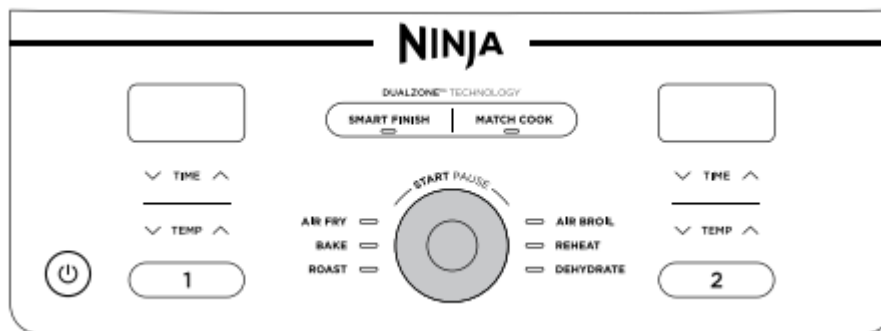 NINJA
DUALZONE™ TECHNOLOGY
SMART FINISH
MATCH COOK
TIME
TEMP
1
START PAUSE
AIR FRY
BAKE
ROAST
AIR BROIL
REHEAT
DEHYDRATE
TIME
TEMP
2